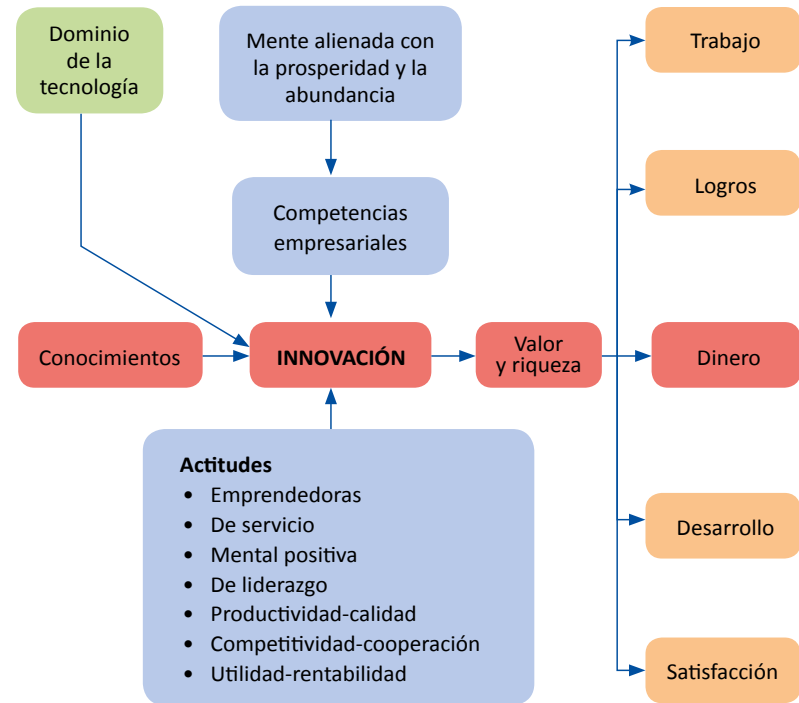 Dominio
de la
tecnología
Mente alienada con
la prosperidad y la
abundancia
Competencias
empresariales
Conocimientos
INNOVACIÓN
Valor
y riqueza
Trabajo
Logros
Dinero
Desarrollo
Satisfacción
Actitudes
• Emprendedoras
• De servicio
• Mental positiva
• De liderazgo
• Productividad-calidad
• Competitividad-cooperación
• Utilidad-rentabilidad